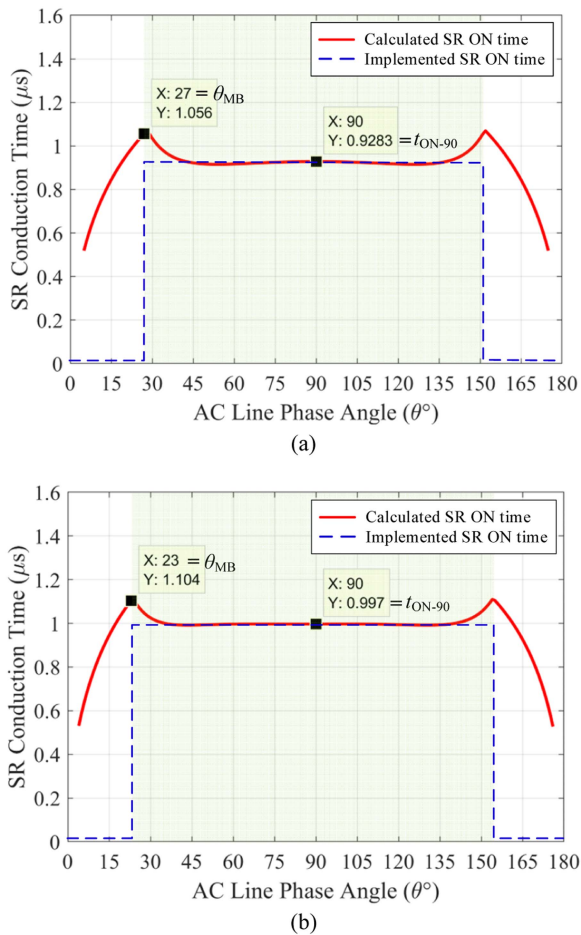 1.6
1.4
1.2
1
0.8
0.6
0.4
0.2
0
SR Conduction Time (μs)
Calculated SR ON time
Implemented SR ON time
X: 27 = θMB
Y: 1.056
X: 90
Y: 0.9283 = tON-90
0 15 30 45 60 75 90 105 120 135 150 165 180
AC Line Phase Angle (θ°)
(a)
1.6
1.4
1.2
1
0.8
0.6
0.4
0.2
0
SR Conduction Time (μs)
Calculated SR ON time
Implemented SR ON time
X: 23 = θMB
Y: 1.104
X: 90
Y: 0.997 = tON-90
0 15 30 45 60 75 90 105 120 135 150 165 180
AC Line Phase Angle (θ°)
(b)